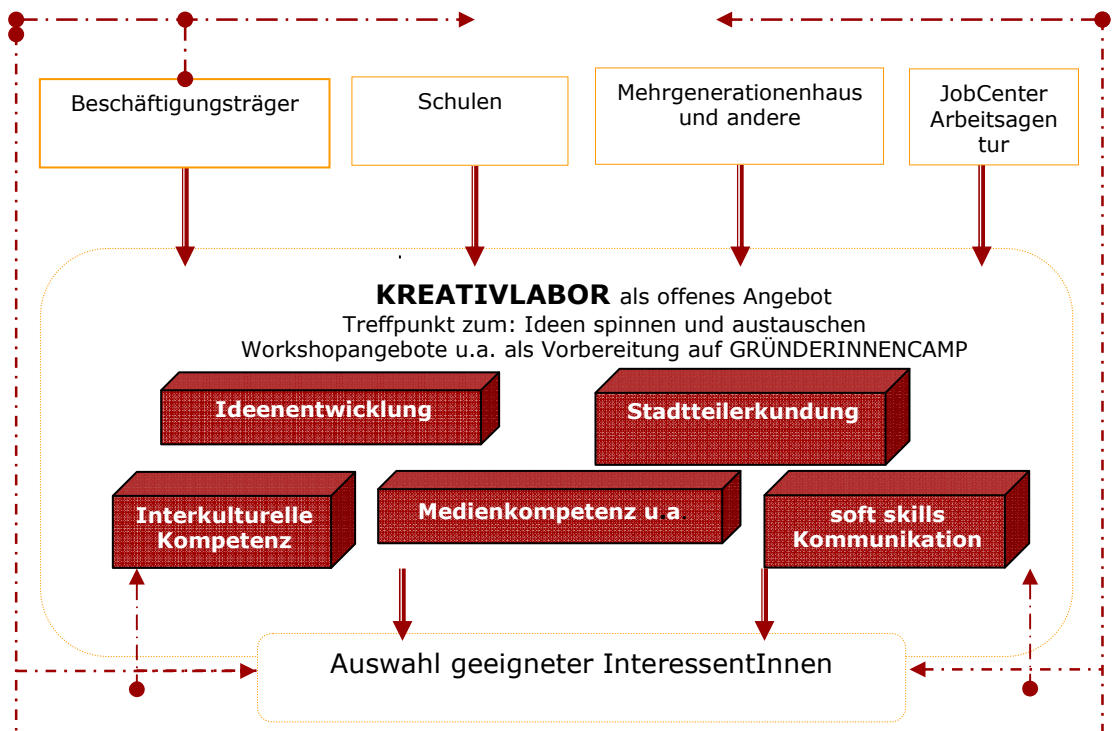 Beschäftigungsträger
Schulen
Mehrgenerationenhaus
und andere
JobCenter
Arbeitsagen
tur
KREATIVLABOR als offenes Angebot
Treffpunkt zum: Ideen spinnen und austauschen
Workshopangebote u.a. als Vorbereitung auf GRÜNDERINNENCAMP
Ideenentwicklung
Stadtteilerkundung
Interkulturelle
Kompetenz
Medienkompetenz u.a.
soft skills
Kommunikation
Auswahl geeigneter InteressentInnen